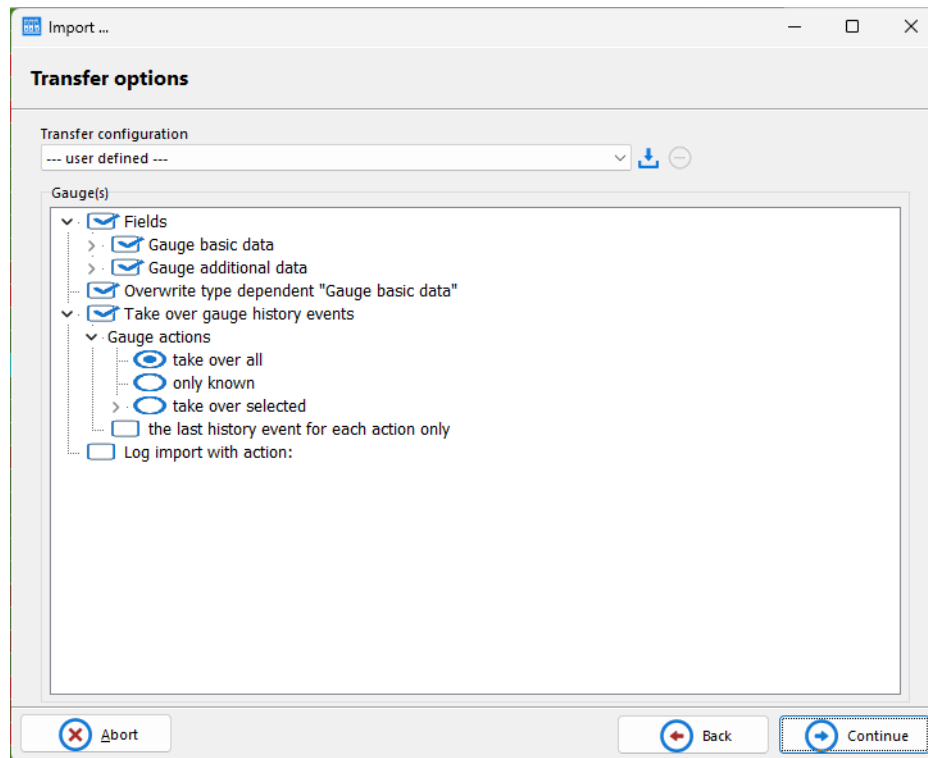 Import ...
Transfer options
Transfer configuration
--- user defined ---
Gauge(s)
Fields
Gauge basic data
Gauge additional data
Overwrite type dependent "Gauge basic data"
Take over gauge history events
Gauge actions
take over all
only known
take over selected
the last history event for each action only
Log import with action:
Abort
Back
Continue